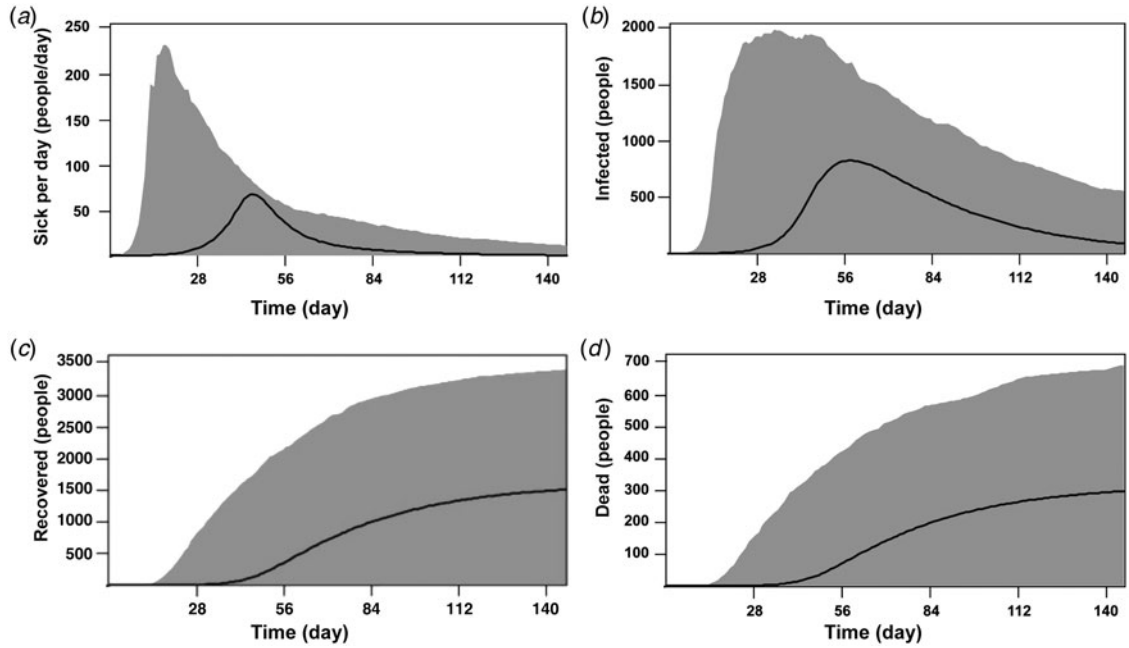 (a)
250
200
150
100
50
Sick per day (people/day)
28 56 84 112 140
Time (day)
(b)
2000
1500
1000
500
Infected (people)
28 56 84 112 140
Time (day)
(c)
3500
3000
2500
2000
1500
1000
500
Recovered (people)
28 56 84 112 140
Time (day)
(d)
700
600
500
400
300
200
100
Dead (people)
28 56 84 112 140
Time (day)